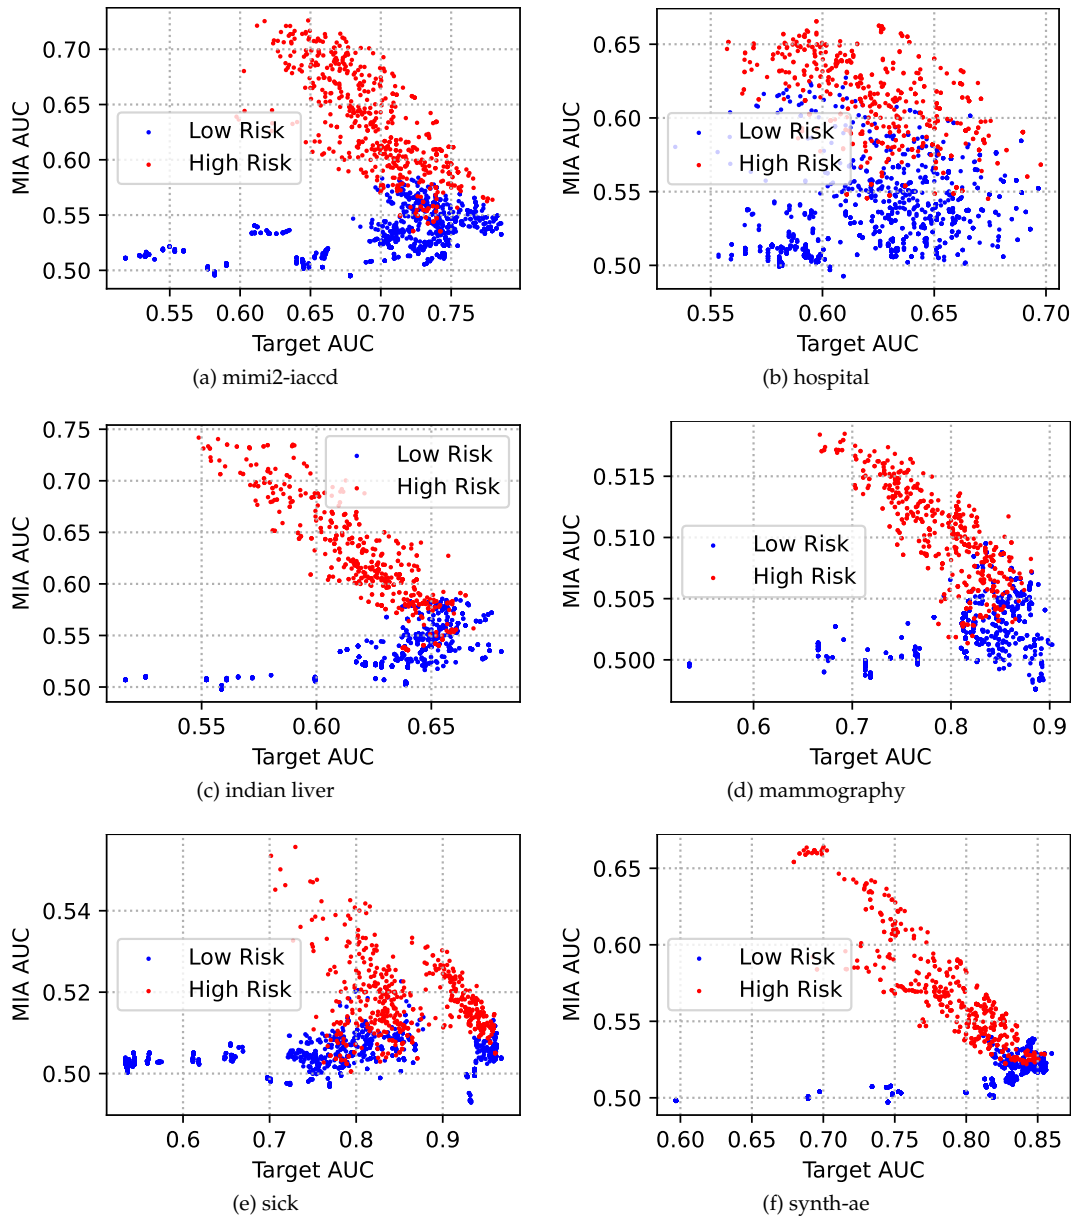 0.70
0.65
0.60
0.55
0.50
MIA AUC
Low Risk
High Risk
0.55 0.60 0.65 0.70 0.75
Target AUC
(a) mimi2-iaccd
0.65
0.60
0.55
0.50
MIA AUC
Low Risk
High Risk
0.55 0.60 0.65 0.70
Target AUC
(b) hospital
0.75
0.70
0.65
0.60
0.55
0.50
MIA AUC
Low Risk
High Risk
0.55 0.60 0.65
Target AUC
(c) indian liver
0.515
0.510
0.505
0.500
MIA AUC
Low Risk
High Risk
0.6 0.7 0.8 0.9
Target AUC
(d) mammography
0.54
0.52
0.50
MIA AUC
Low Risk
High Risk
0.6 0.7 0.8 0.9
Target AUC
(e) sick
0.65
0.60
0.55
0.50
MIA AUC
Low Risk
High Risk
0.60 0.65 0.70 0.75 0.80 0.85
Target AUC
(f) synth-ae